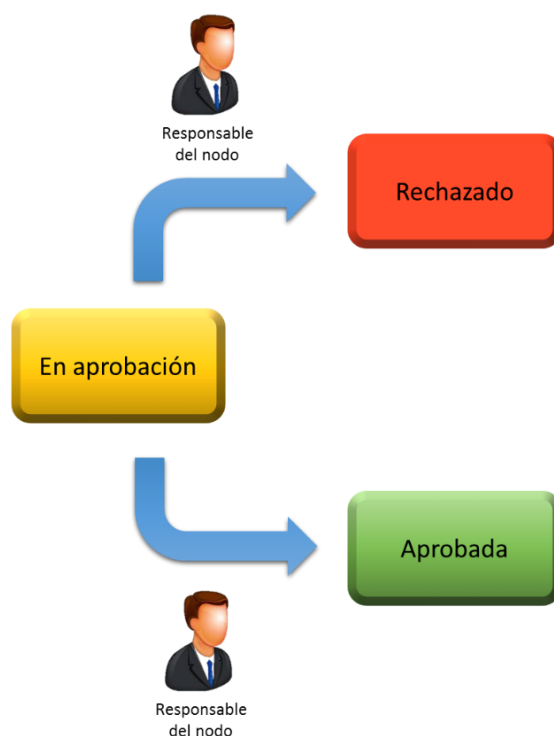 Responsable
del nodo
Rechazado
En aprobación
Aprobada
Responsable
del nodo